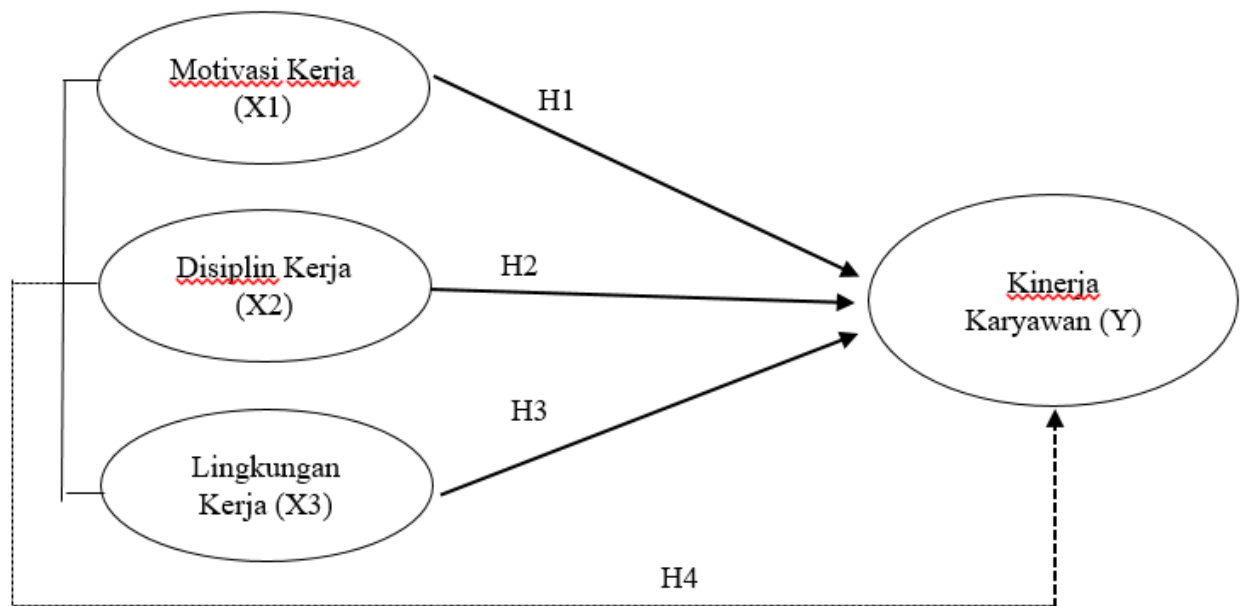 Motivasi Kerja
(X1)
H1
Disiplin Kerja
(X2)
H2
Kinerja
Karyawan (Y)
H3
Lingkungan
Kerja (X3)
H4